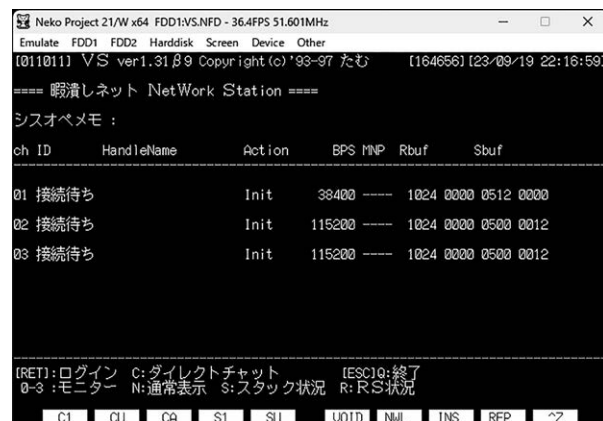 Neko Project 21/W x64 FDD1:VS.NFD - 36.4FPS 51.601MHz
Emulate FDD1 FDD2 Harddisk Screen Device Other
[011011] VS ver1.31β9 Copyright(c)'93-97 たむ [164656][23/09/19 22:16:59]
==== 暇潰しネット NetWork Station ====
シスオペメモ :
ch ID HandleName Action BPS MNP Rbuf Sbuf
01 接続待ち Init 38400 ---- 1024 0000 0512 0000
02 接続待ち Init 115200 ---- 1024 0000 0500 0012
03 接続待ち Init 115200 ---- 1024 0000 0500 0012
[RET]:ログイン C:ダイレクトチャット [ESC]Q:終了
0-3 :モニター N:通常表示 S:スタック状況 R:RS状況
C1 CU CA S1 SU VOID NWL INS REP ^Z